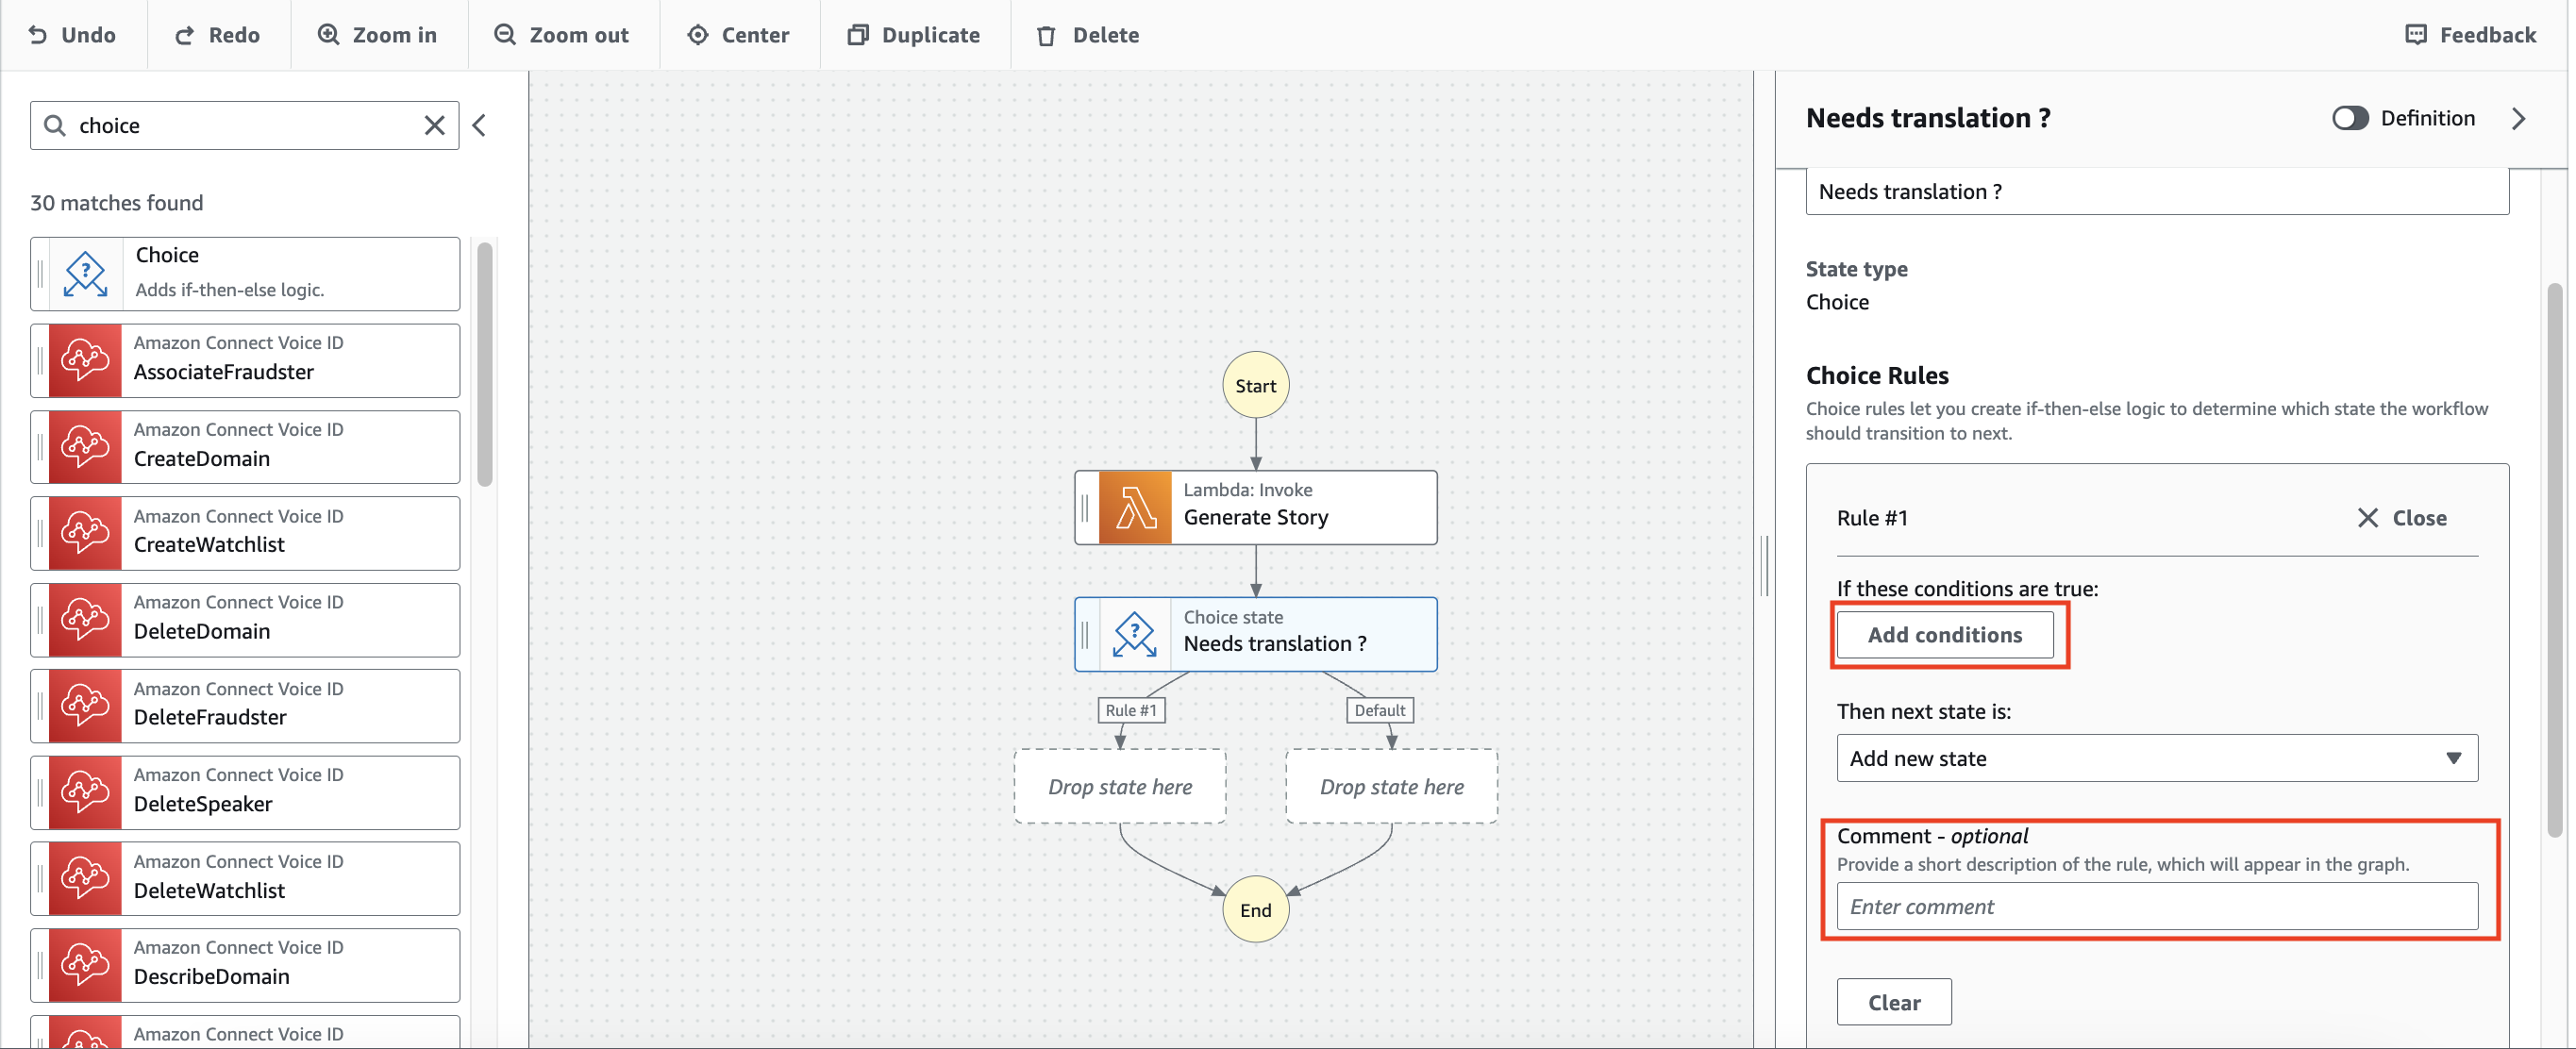 Undo
Redo
Zoom in
Zoom out
Center
Duplicate
Delete
Feedback
choice
30 matches found
Choice
Adds if-then-else logic.
Amazon Connect Voice ID
AssociateFraudster
Amazon Connect Voice ID
CreateDomain
Amazon Connect Voice ID
CreateWatchlist
Amazon Connect Voice ID
DeleteDomain
Amazon Connect Voice ID
DeleteFraudster
Amazon Connect Voice ID
DeleteSpeaker
Amazon Connect Voice ID
DeleteWatchlist
Amazon Connect Voice ID
DescribeDomain
Amazon Connect Voice ID
Start
Lambda: Invoke
Generate Story
Choice state
Needs translation ?
Rule #1
Default
Drop state here
Drop state here
End
Needs translation ?
Definition
Needs translation ?
State type
Choice
Choice Rules
Choice rules let you create if-then-else logic to determine which state the workflow
should transition to next.
Rule #1
Close
If these conditions are true:
Add conditions
Then next state is:
Add new state
Comment - optional
Provide a short description of the rule, which will appear in the graph.
Enter comment
Clear